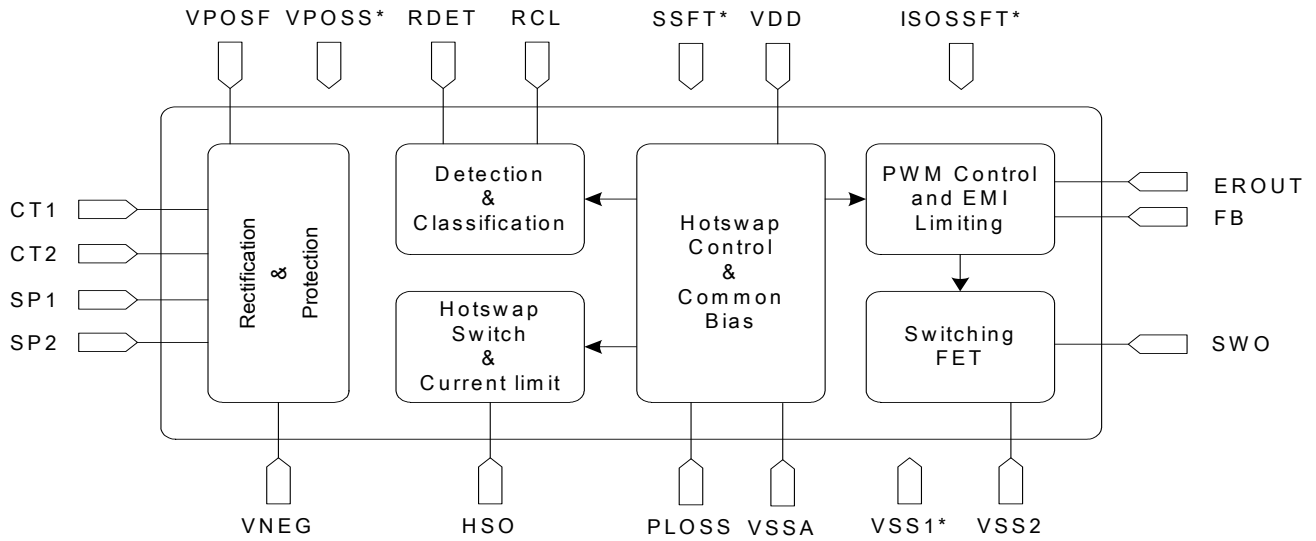 VPOSF VPOSS* RDET RCL SSFT* VDD ISOSSFT*
CT1
CT2
SP1
SP2
Rectification
&
Protection
Detection
&
Classification
Hotswap
Switch
&
Current limit
Hotswap
Control
&
Common
Bias
PWM Control
and EMI
Limiting
Switching
FET
EROUT
FB
SWO
VNEG HSO PLOSS VSSA VSS1* VSS2